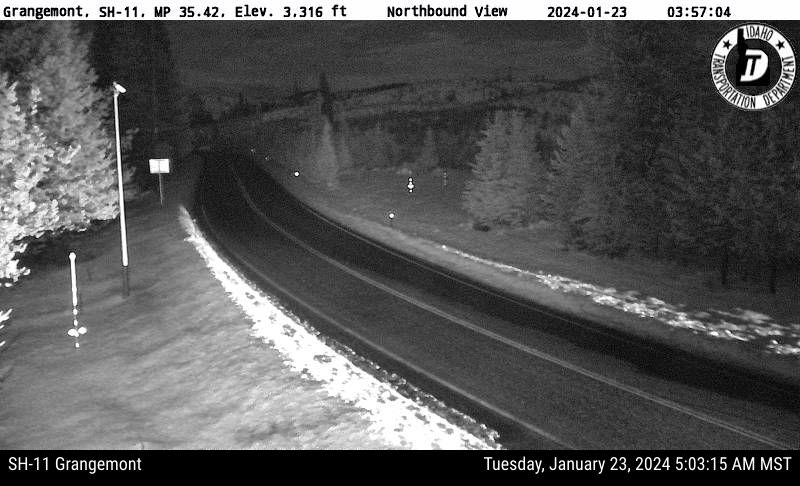 Grangemont, SH-11, MP 35.42, Elev. 3,316 ft Northbound View 2024-01-23 03:57:04
IDAHO
TRANSPORTATION DEPARTMENT
SH-11 Grangemont Tuesday, January 23, 2024 5:03:15 AM MST